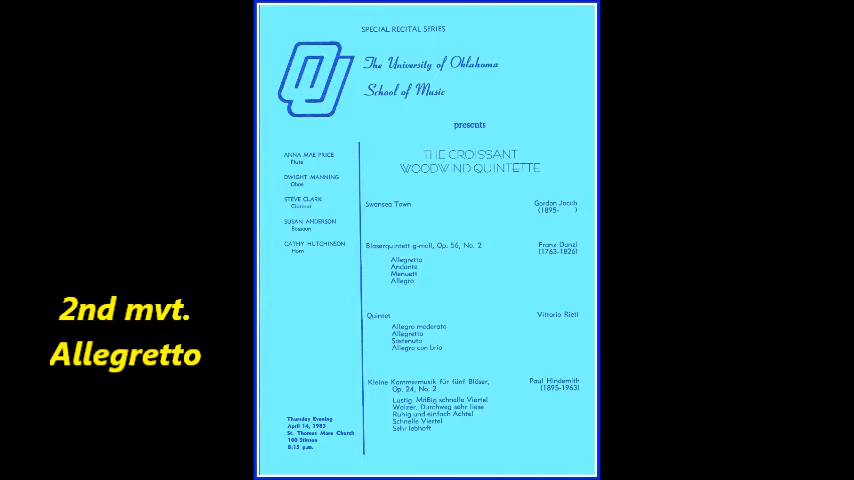 SPECIAL RECITAL SERIES
The University of Oklahoma
School of Music
presents
THE CROISSANT
WOODWIND QUINTETTE
ANNA MAE PRICE
Flute
DWIGHT MANNING
Oboe
STEVE CLARK
Clarinet
SUSAN ANDERSON
Bassoon
CATHY HUTCHINSON
Horn
Swansea Town Gordon Jacob
(1895- )
Blaserquintett g-moll, Op. 56, No. 2 Franz Danzi
(1763-1826)
Allegretto
Andante
Menuett
Allegro
Quintet Vittorio Rieti
Allegro moderato
Allegretto
Sostenuto
Allegro con brio
Kleine Kammermusik für fünf Bläser, Paul Hindemith
Op. 24, No. 2 (1895-1963)
Lustig. Mäßig schnelle Viertel
Walzer. Durchweg sehr liese
Ruhig und einfach Achtel
Schnelle Viertel
Sehr lebhaft
Thursday Evening
April 14, 1983
St. Thomas More Church
100 Stinson
8:15 p.m.
2nd mvt.
Allegretto